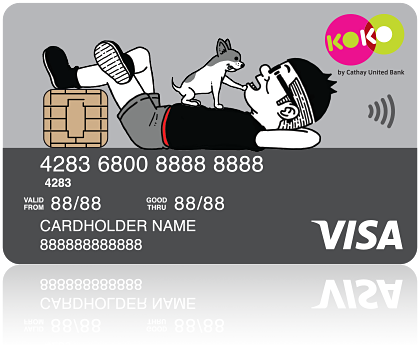 KOKO
by Cathay United Bank
4283 6800 8888 8888
4283
VALID FROM 88/88 GOOD THRU 88/88
CARDHOLDER NAME
888888888888
VISA